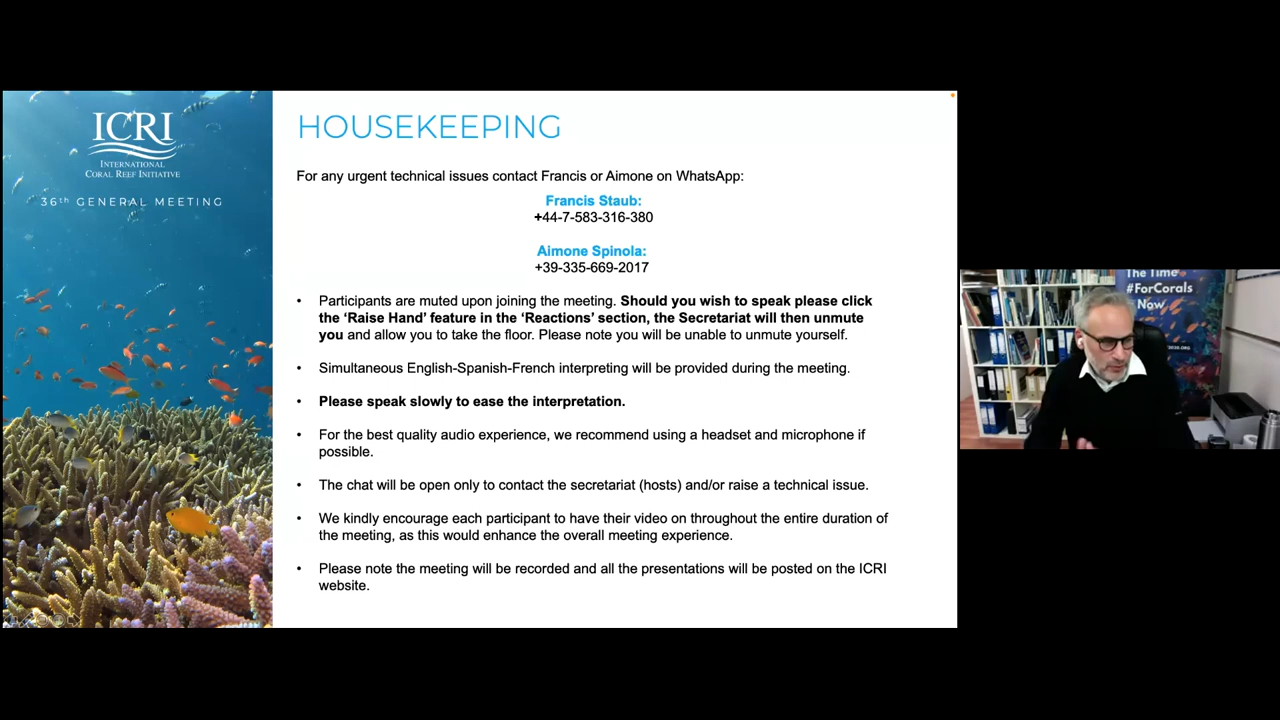 ICRI
INTERNATIONAL
CORAL REEF INITIATIVE
36th GENERAL MEETING
HOUSEKEEPING
For any urgent technical issues contact Francis or Aimone on WhatsApp:
Francis Staub:
+44-7-583-316-380
Aimone Spinola:
+39-335-669-2017
• Participants are muted upon joining the meeting. Should you wish to speak please click
the ‘Raise Hand’ feature in the ‘Reactions’ section, the Secretariat will then unmute
you and allow you to take the floor. Please note you will be unable to unmute yourself.
• Simultaneous English-Spanish-French interpreting will be provided during the meeting.
• Please speak slowly to ease the interpretation.
• For the best quality audio experience, we recommend using a headset and microphone if
possible.
• The chat will be open only to contact the secretariat (hosts) and/or raise a technical issue.
• We kindly encourage each participant to have their video on throughout the entire duration of
the meeting, as this would enhance the overall meeting experience.
• Please note the meeting will be recorded and all the presentations will be posted on the ICRI
website.
The Time
#ForCorals
Now